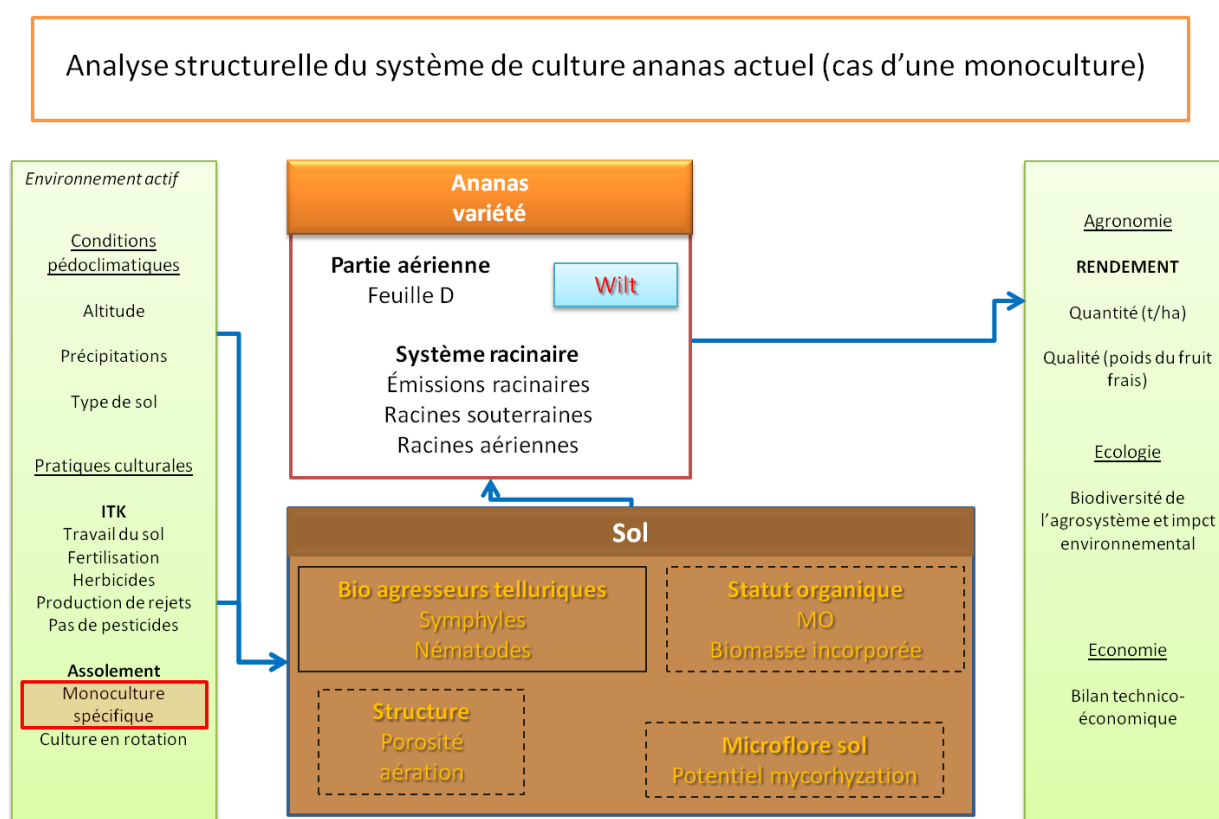 Analyse structurelle du système de culture ananas actuel (cas d’une monoculture)
Environnement actif
Conditions
pédoclimatiques
Altitude
Précipitations
Type de sol
Pratiques culturales
ITK
Travail du sol
Fertilisation
Herbicides
Production de rejets
Pas de pesticides
Assolement
Monoculture
spécifique
Culture en rotation
Ananas
variété
Partie aérienne
Feuille D
Wilt
Système racinaire
Émissions racinaires
Racines souterraines
Racines aériennes
Sol
Bio agresseurs telluriques
Symphyles
Nématodes
Statut organique
MO
Biomasse incorporée
Structure
Porosité
aération
Microflore sol
Potentiel mycorhyzation
Agronomie
RENDEMENT
Quantité (t/ha)
Qualité (poids du fruit
frais)
Ecologie
Biodiversité de
l’agrosystème et impct
environnemental
Economie
Bilan technico-
économique